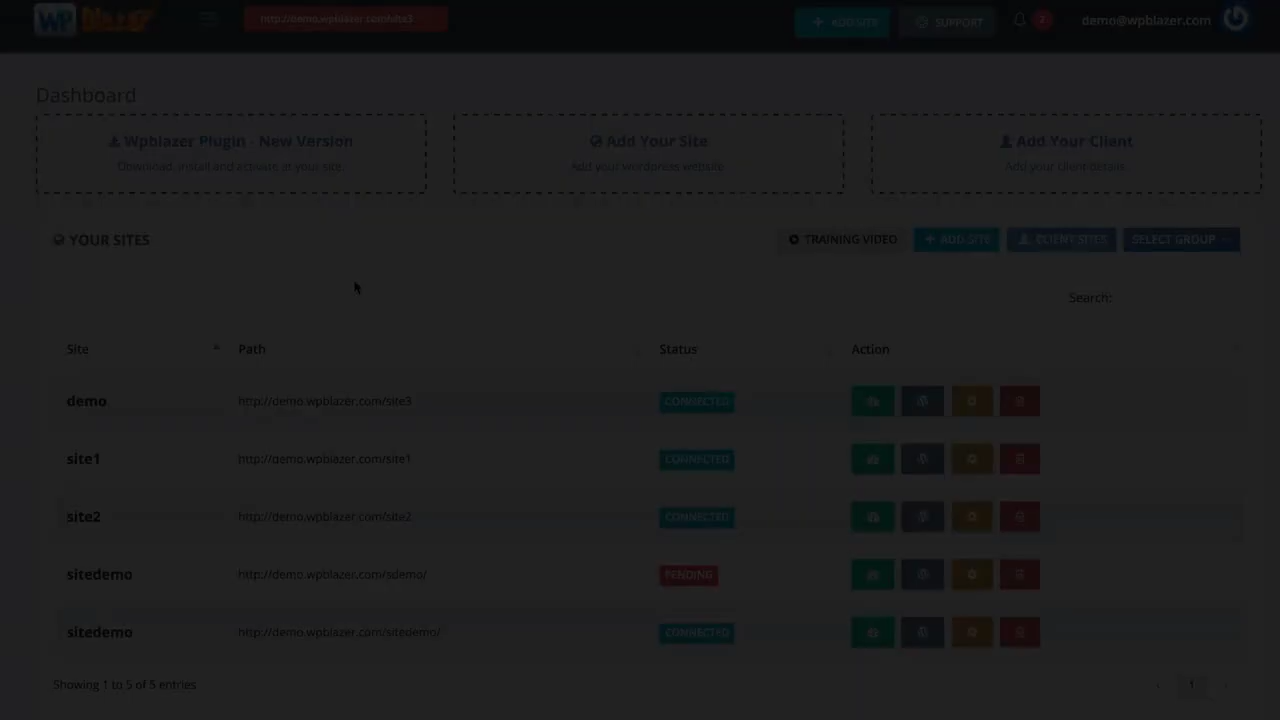 WP Blazer
http://demo.wpblazer.com/site3
ADD SITE
SUPPORT
2
demo@wpblazer.com
Dashboard
Wpblazer Plugin - New Version
Download, install and activate at your site.
Add Your Site
Add your wordpress website.
Add Your Client
Add your client details.
YOUR SITES
TRAINING VIDEO
ADD SITE
CLIENT SITES
SELECT GROUP
Search:
Site Path Status Action
demo http://demo.wpblazer.com/site3 CONNECTED
site1 http://demo.wpblazer.com/site1 CONNECTED
site2 http://demo.wpblazer.com/site2 CONNECTED
sitedemo http://demo.wpblazer.com/sdemo/ PENDING
sitedemo http://demo.wpblazer.com/sitedemo/ CONNECTED
Showing 1 to 5 of 5 entries
1